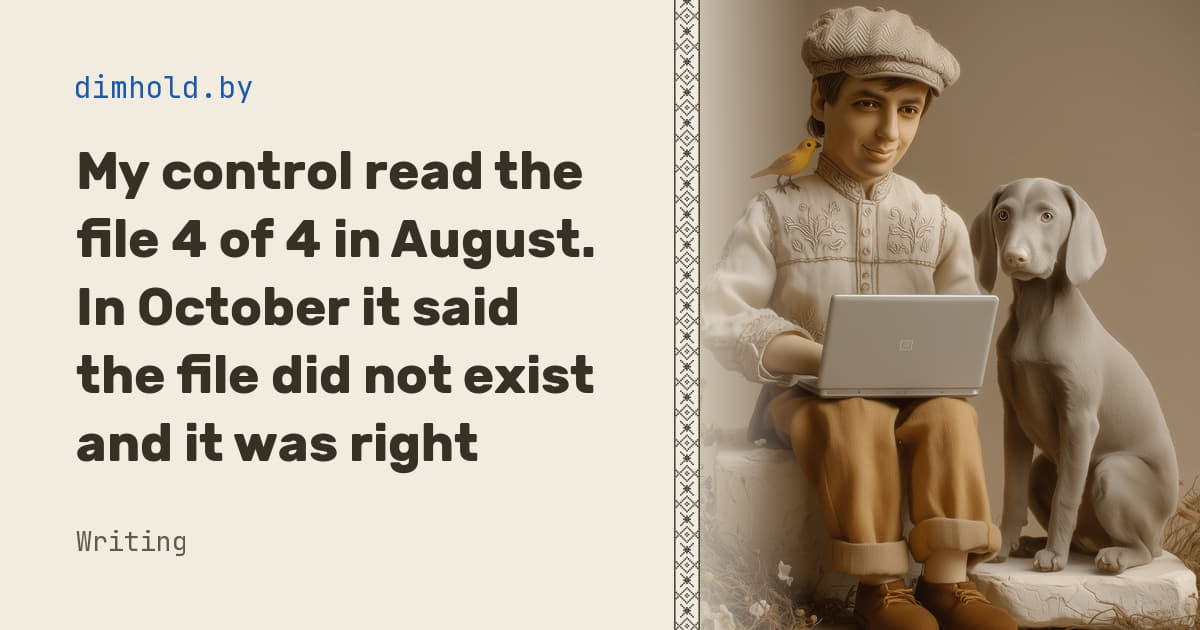 dimhold.by
My control read the
file 4 of 4 in August.
In October it said
the file did not exist
and it was right
Writing